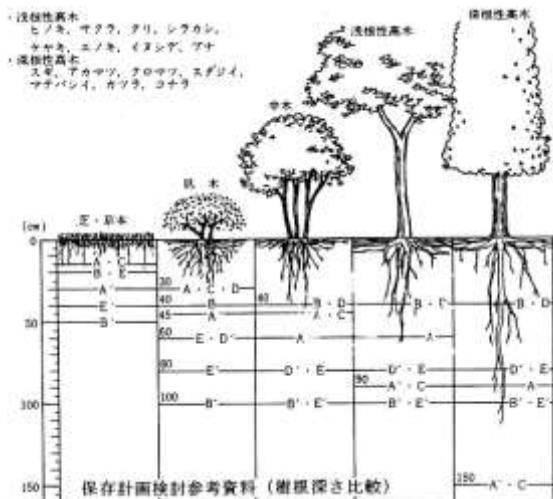 ・浅根性高木
ヒノキ, サクラ, クリ, シラカシ,
ケヤキ, エノキ, イヌシデ, ブナ
・深根性高木
スギ, アカマツ, クロマツ, スダジイ,
マテバシイ, カツラ, コナラ
深根性高木
浅根性高木
中木
低木
芝・草本
(cm)
0
A・C
B・E
30 A・C・D
A'
40 B
40 B・D
E'
45 A
A・C
50 B'
60 E・D'
A
80 E'
D'・E
D'・E
D'・E
90 A'・C
A
100 B'
B'・E'
B'・E'
B'・E'
100
150 A'・C
150
保存計画検討参考資料 (樹根深さ比較)